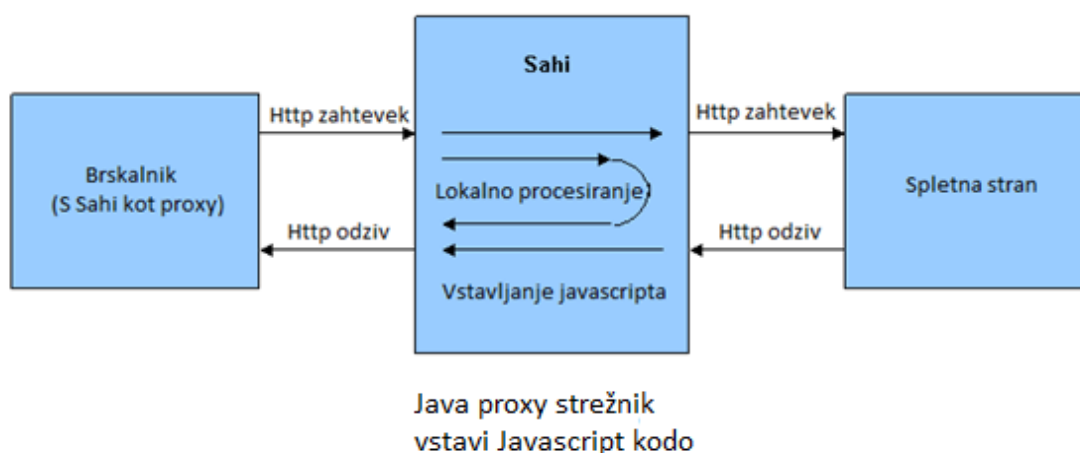 Sahi
Http zahtevek
Http zahtevek
Brskalnik
(S Sahi kot proxy)
Lokalno procesiranje
Spletna stran
Http odziv
Http odziv
Vstavljanje javascripta
Java proxy strežnik
vstavi Javascript kodo